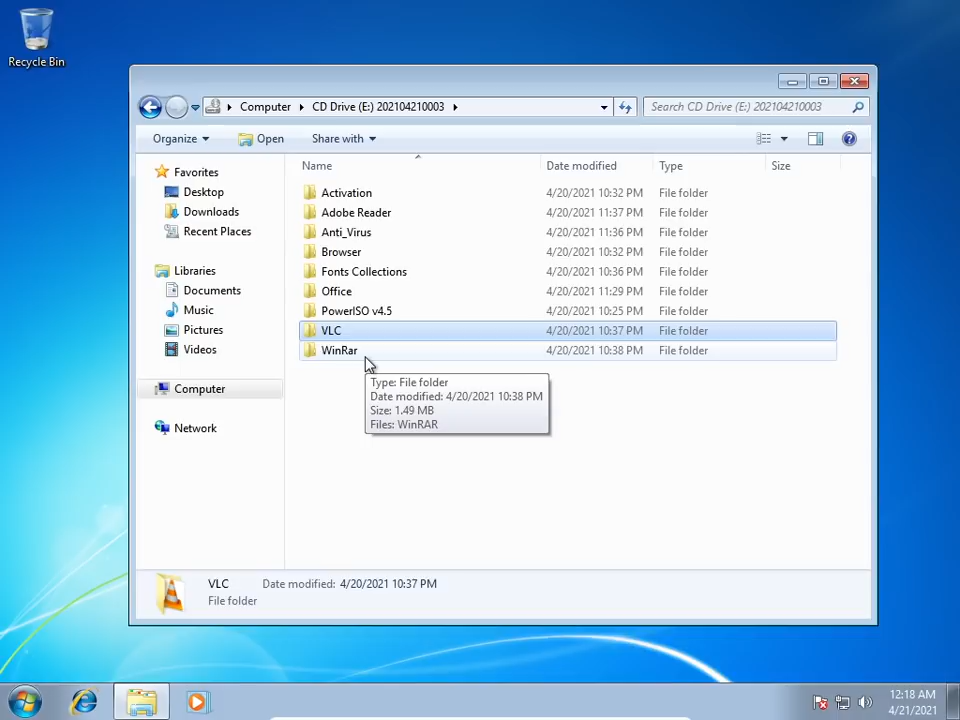 Recycle Bin
Computer CD Drive (E:) 202104210003
Search CD Drive (E:) 202104210003
Organize Open Share with
Name Date modified Type Size
Favorites
Desktop
Downloads
Recent Places
Libraries
Documents
Music
Pictures
Videos
Computer
Network
Activation 4/20/2021 10:32 PM File folder
Adobe Reader 4/20/2021 11:37 PM File folder
Anti_Virus 4/20/2021 11:36 PM File folder
Browser 4/20/2021 10:32 PM File folder
Fonts Collections 4/20/2021 10:36 PM File folder
Office 4/20/2021 11:29 PM File folder
PowerISO v4.5 4/20/2021 10:25 PM File folder
VLC 4/20/2021 10:37 PM File folder
WinRar 4/20/2021 10:38 PM File folder
Type: File folder
Date modified: 4/20/2021 10:38 PM
Size: 1.49 MB
Files: WinRAR
VLC Date modified: 4/20/2021 10:37 PM
File folder
12:18 AM
4/21/2021